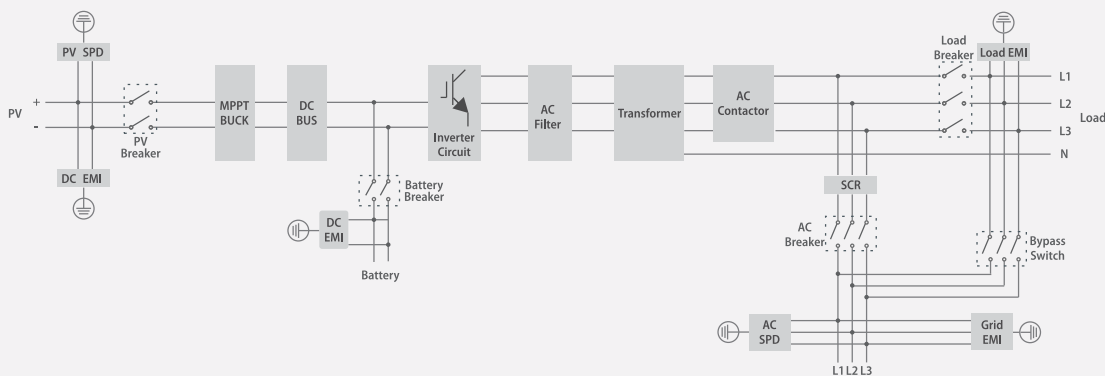 PV SPD
PV
+
-
PV
Breaker
DC EMI
MPPT
BUCK
DC
BUS
Battery
Breaker
DC
EMI
Battery
Inverter
Circuit
AC
Filter
Transformer
AC
Contactor
SCR
AC
Breaker
Load
Breaker
Load EMI
L1
L2
L3
Load
N
Bypass
Switch
AC
SPD
Grid
EMI
L1 L2 L3